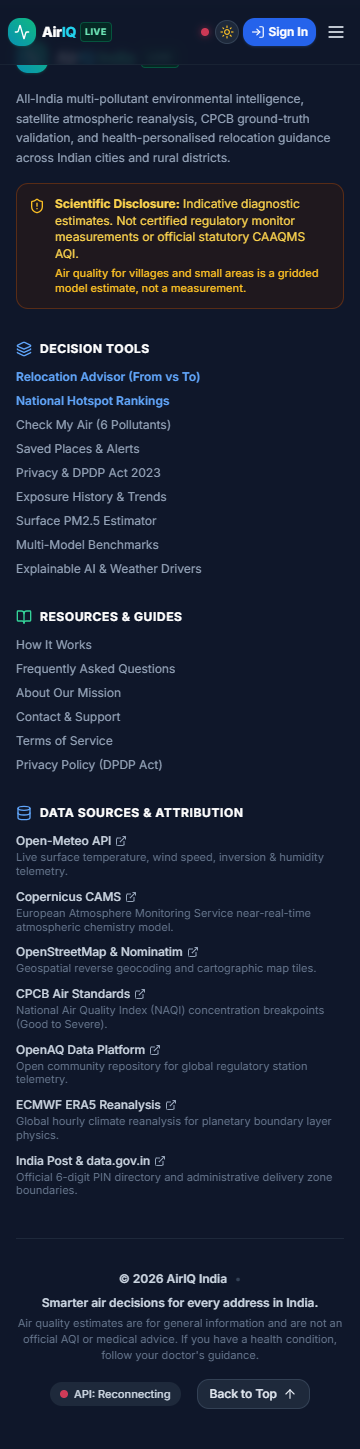 AirIQ LIVE Sign In
All-India multi-pollutant environmental intelligence,
satellite atmospheric reanalysis, CPCB ground-truth
validation, and health-personalised relocation guidance
across Indian cities and rural districts.
Scientific Disclosure: Indicative diagnostic
estimates. Not certified regulatory monitor
measurements or official statutory CAAQMS
AQI.
Air quality for villages and small areas is a gridded
model estimate, not a measurement.
DECISION TOOLS
Relocation Advisor (From vs To)
National Hotspot Rankings
Check My Air (6 Pollutants)
Saved Places & Alerts
Privacy & DPDP Act 2023
Exposure History & Trends
Surface PM2.5 Estimator
Multi-Model Benchmarks
Explainable AI & Weather Drivers
RESOURCES & GUIDES
How It Works
Frequently Asked Questions
About Our Mission
Contact & Support
Terms of Service
Privacy Policy (DPDP Act)
DATA SOURCES & ATTRIBUTION
Open-Meteo API
Live surface temperature, wind speed, inversion & humidity
telemetry.
Copernicus CAMS
European Atmosphere Monitoring Service near-real-time
atmospheric chemistry model.
OpenStreetMap & Nominatim
Geospatial reverse geocoding and cartographic map tiles.
CPCB Air Standards
National Air Quality Index (NAQI) concentration breakpoints
(Good to Severe).
OpenAQ Data Platform
Open community repository for global regulatory station
telemetry.
ECMWF ERA5 Reanalysis
Global hourly climate reanalysis for planetary boundary layer
physics.
India Post & data.gov.in
Official 6-digit PIN directory and administrative delivery zone
boundaries.
© 2026 AirIQ India •
Smarter air decisions for every address in India.
Air quality estimates are for general information and are not an
official AQI or medical advice. If you have a health condition,
follow your doctor's guidance.
API: Reconnecting
Back to Top ↑